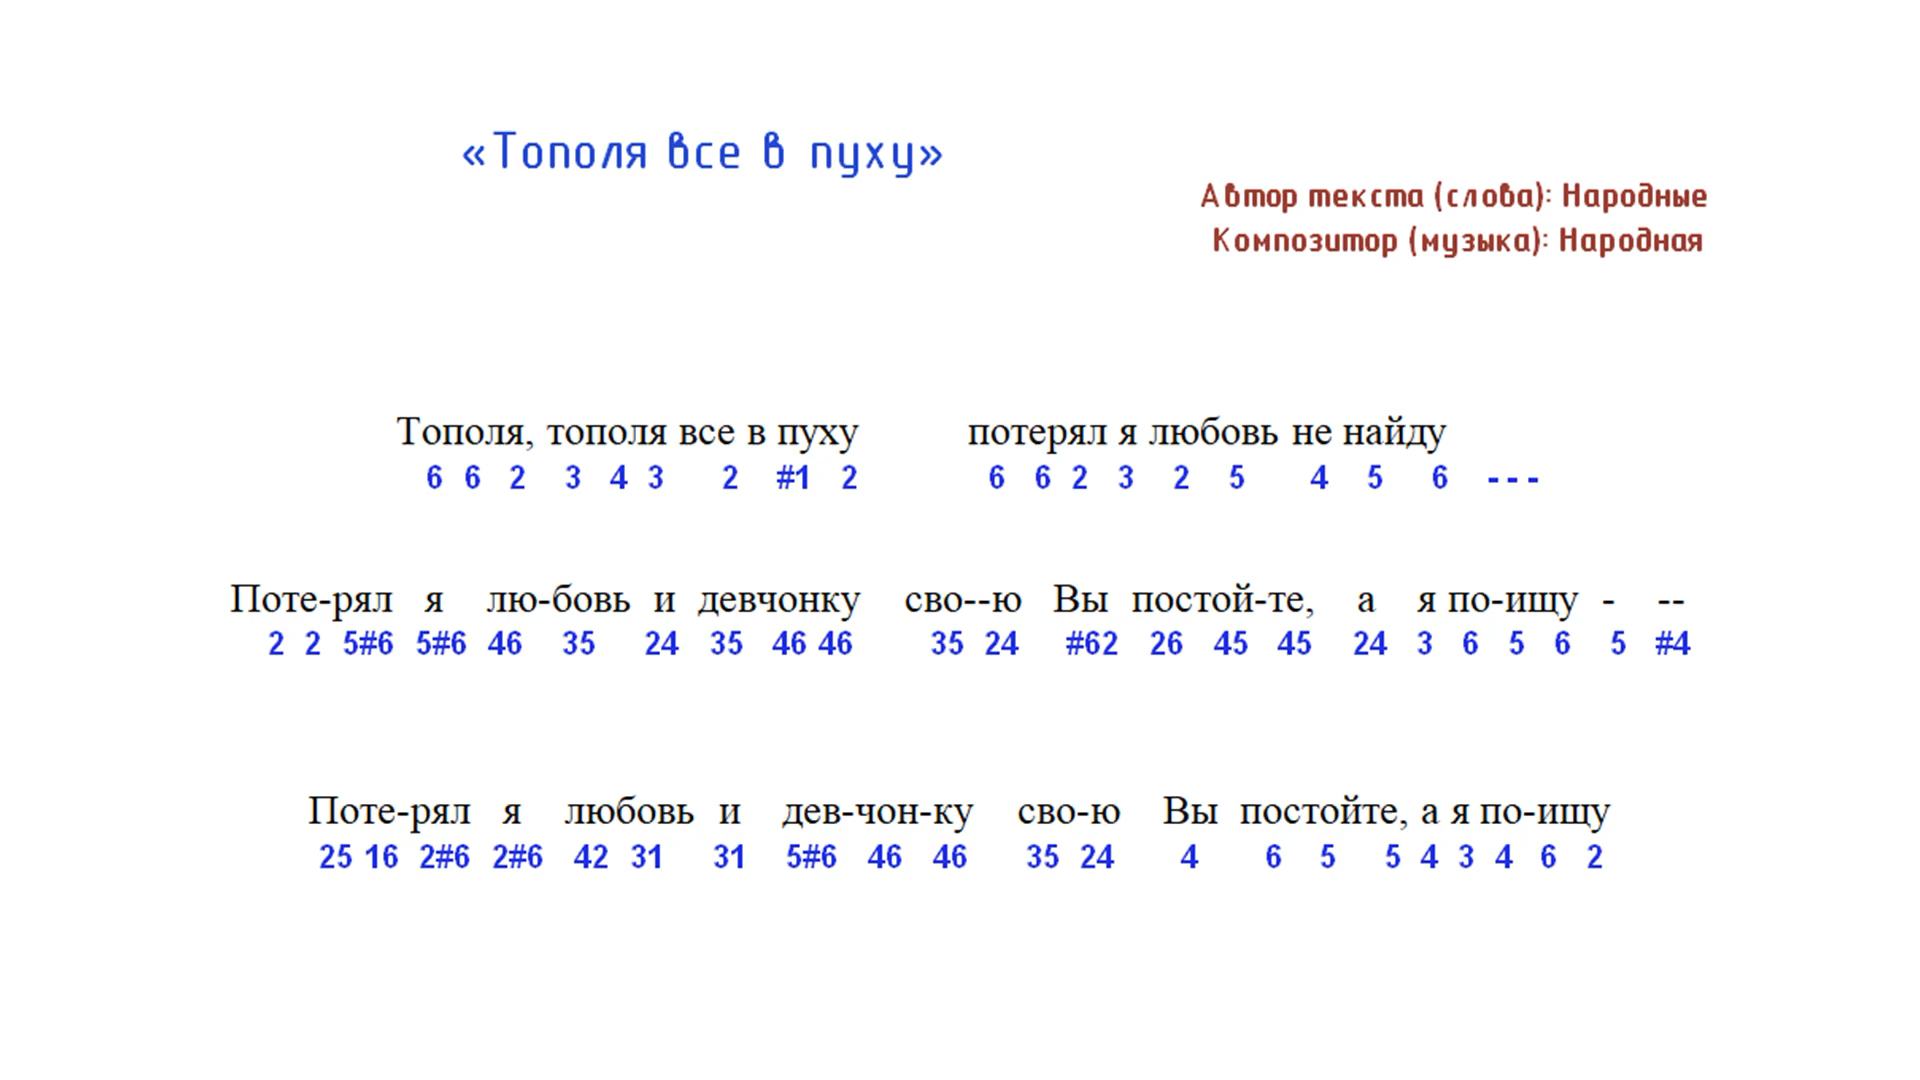 «Тополя все в пуху»
Автор текста (слова): Народные
Композитор (музыка): Народная
Тополя, тополя все в пуху потерял я любовь не найду
6 6 2 3 4 3 2 #1 2 6 6 2 3 2 5 4 5 6 - - -
Поте-рял я лю-бовь и девчонку сво--ю Вы постой-те, а я по-ищу - --
2 2 5#6 5#6 46 35 24 35 46 46 35 24 #62 26 45 45 24 3 6 5 6 5 #4
Поте-рял я любовь и дев-чон-ку сво-ю Вы постойте, а я по-ищу
25 16 2#6 2#6 42 31 31 5#6 46 46 35 24 4 6 5 5 4 3 4 6 2